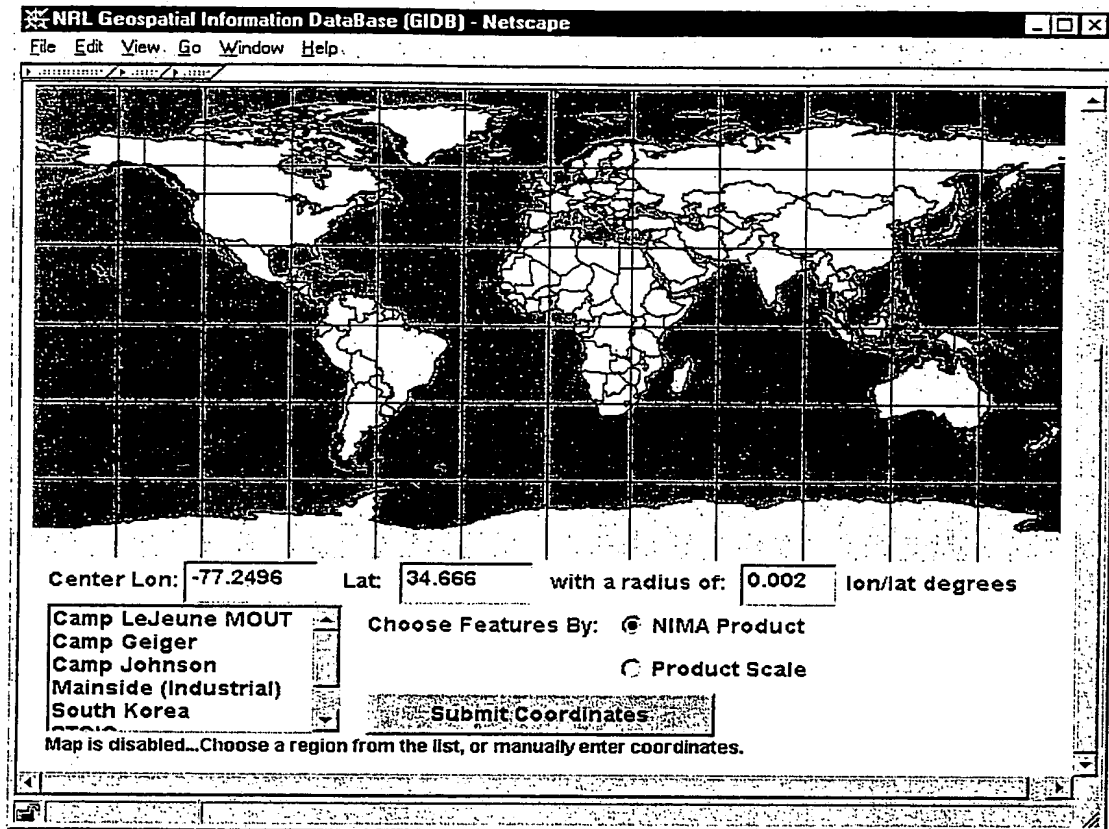 NRL Geospatial Information DataBase (GIDB) - Netscape
File Edit View Go Window Help
Center Lon: -77.2496 Lat: 34.666 with a radius of: 0.002 lon/lat degrees
Camp LeJeune MOUT
Camp Geiger
Camp Johnson
Mainside (Industrial)
South Korea
Choose Features By: NIMA Product
Product Scale
Submit Coordinates
Map is disabled...Choose a region from the list, or manually enter coordinates.